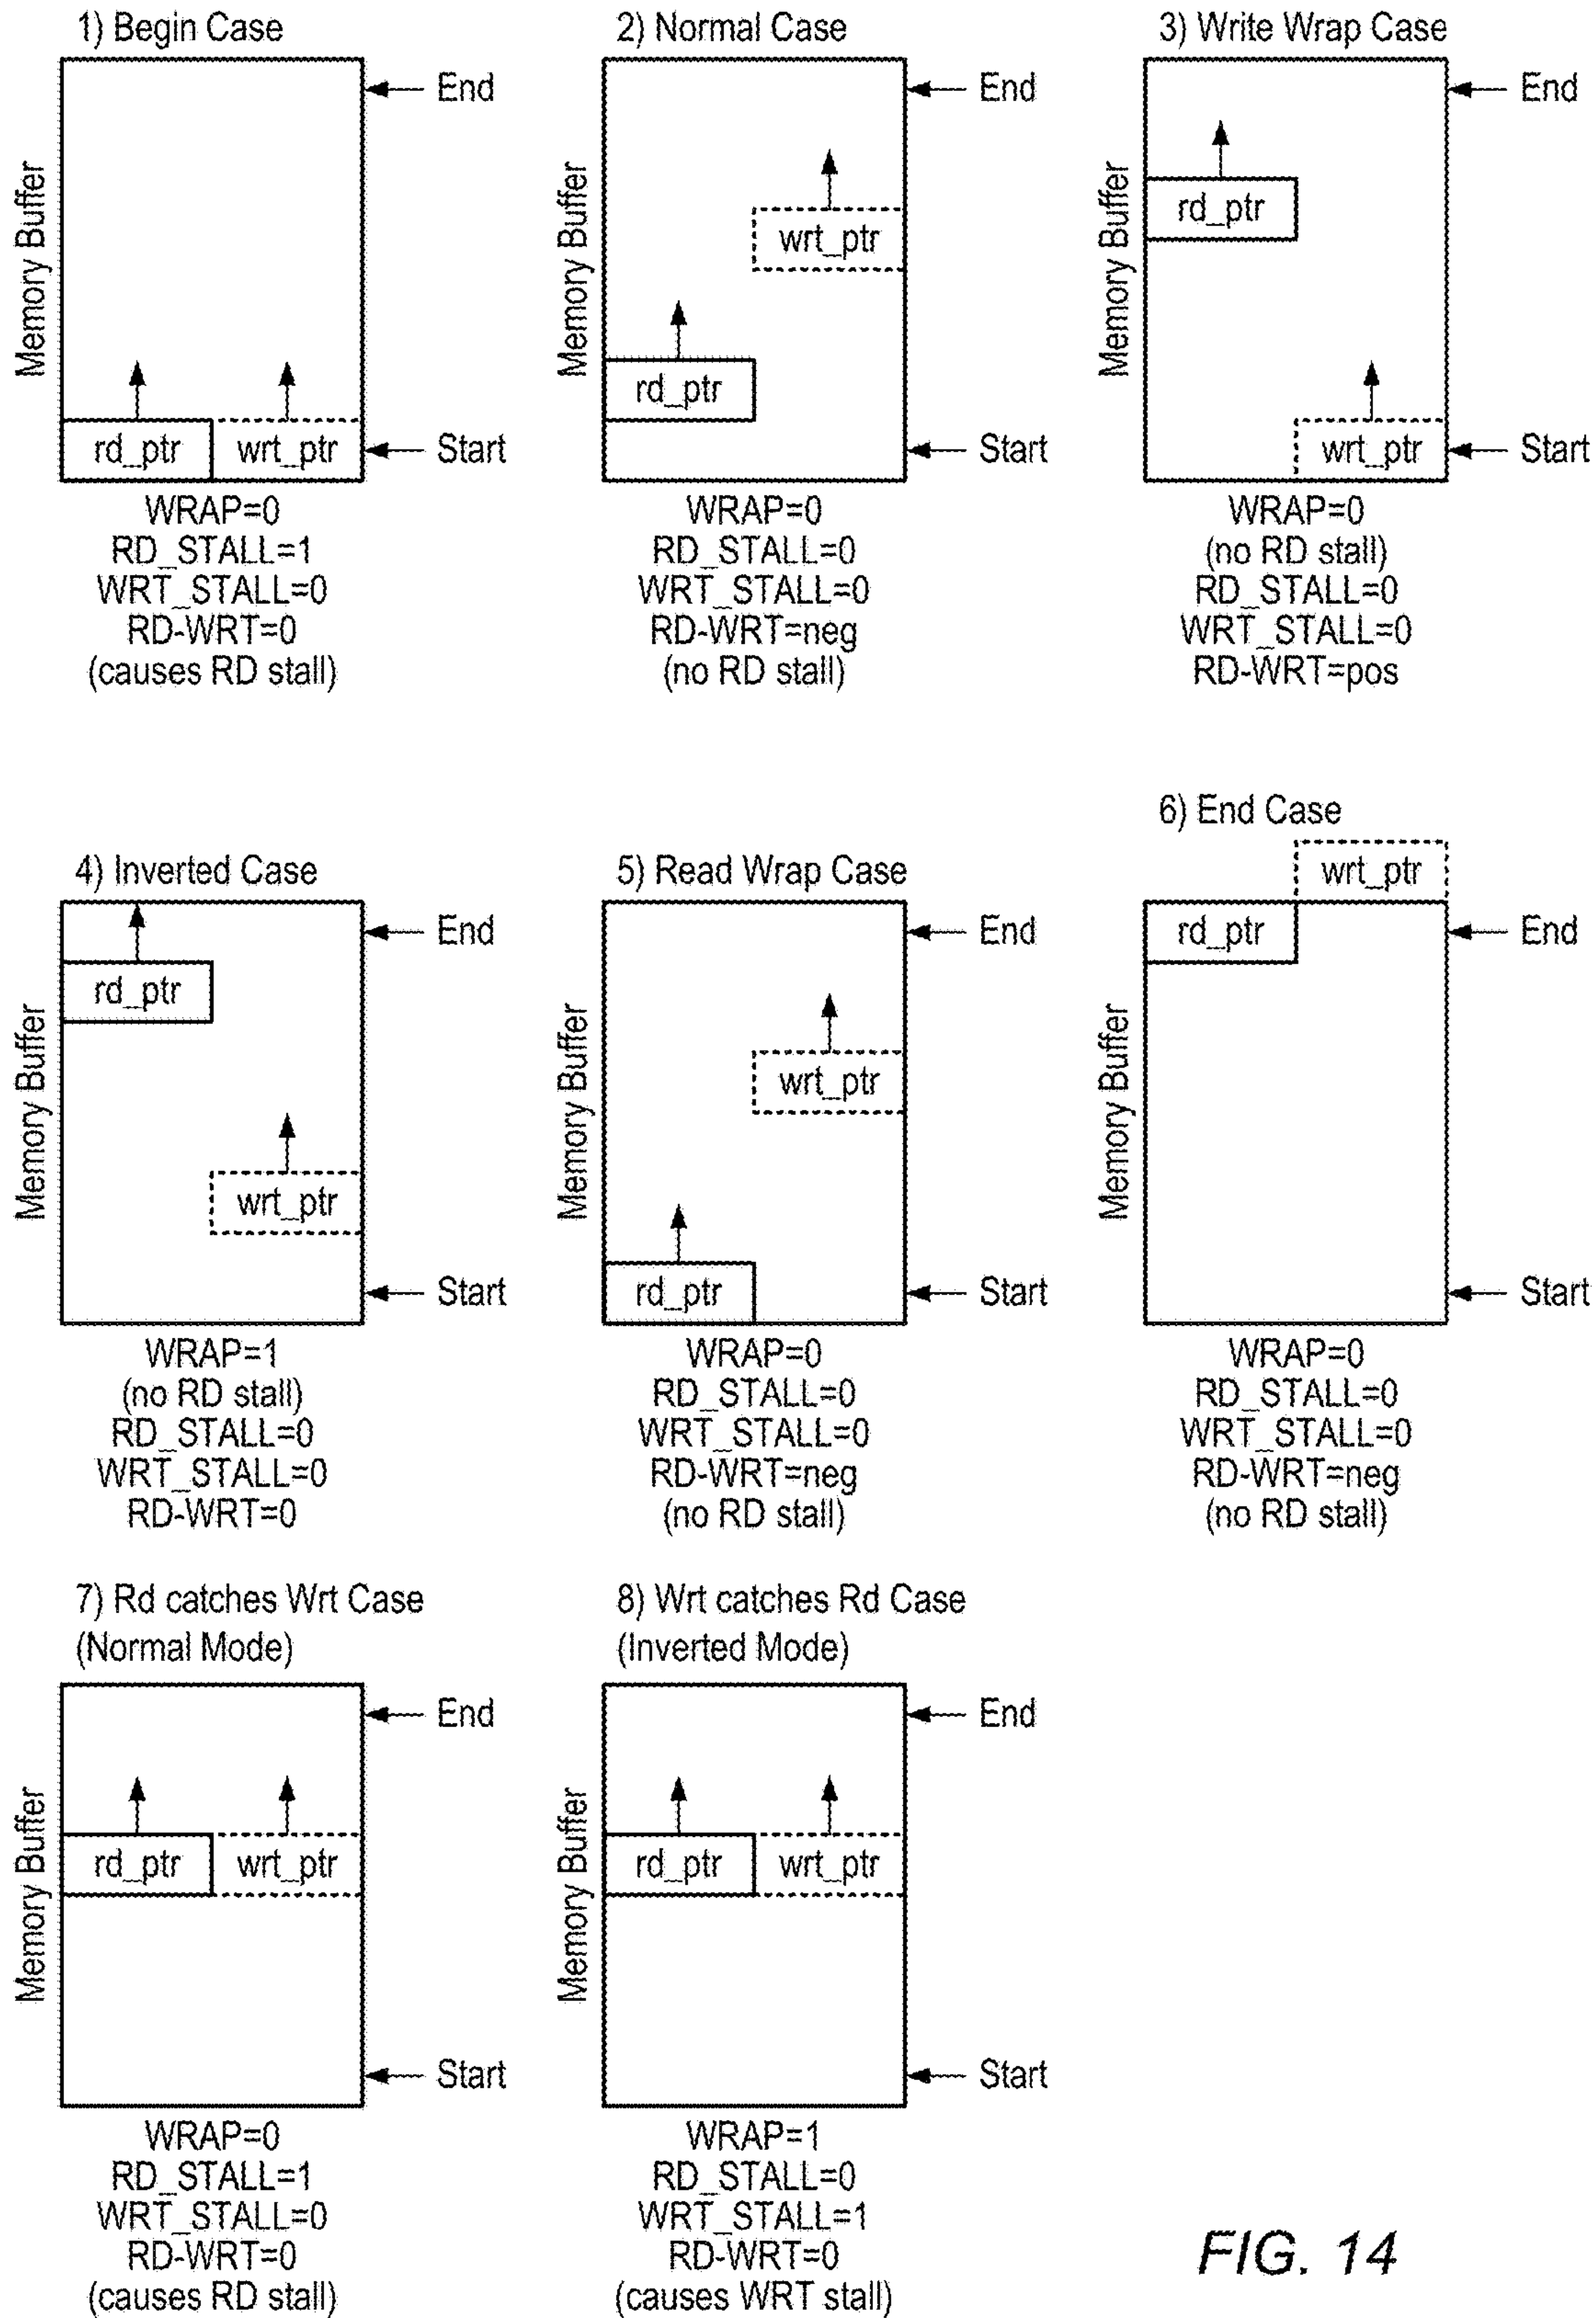 1) Begin Case
End
Memory Buffer
rd_ptr
wrt_ptr
Start
WRAP=0
RD_STALL=1
WRT_STALL=0
RD-WRT=0
(causes RD stall)
2) Normal Case
End
Memory Buffer
wrt_ptr
rd_ptr
Start
WRAP=0
RD_STALL=0
WRT_STALL=0
RD-WRT=neg
(no RD stall)
3) Write Wrap Case
End
Memory Buffer
rd_ptr
wrt_ptr
Start
WRAP=0
(no RD stall)
RD_STALL=0
WRT_STALL=0
RD-WRT=pos
4) Inverted Case
End
Memory Buffer
rd_ptr
wrt_ptr
Start
WRAP=1
(no RD stall)
RD_STALL=0
WRT_STALL=0
RD-WRT=0
5) Read Wrap Case
End
Memory Buffer
wrt_ptr
rd_ptr
Start
WRAP=0
RD_STALL=0
WRT_STALL=0
RD-WRT=neg
(no RD stall)
6) End Case
wrt_ptr
rd_ptr
End
Memory Buffer
Start
WRAP=0
RD_STALL=0
WRT_STALL=0
RD-WRT=neg
(no RD stall)
7) Rd catches Wrt Case
(Normal Mode)
End
Memory Buffer
rd_ptr
wrt_ptr
Start
WRAP=0
RD_STALL=1
WRT_STALL=0
RD-WRT=0
(causes RD stall)
8) Wrt catches Rd Case
(Inverted Mode)
End
Memory Buffer
rd_ptr
wrt_ptr
Start
WRAP=1
RD_STALL=0
WRT_STALL=1
RD-WRT=0
(causes WRT stall)
FIG. 14